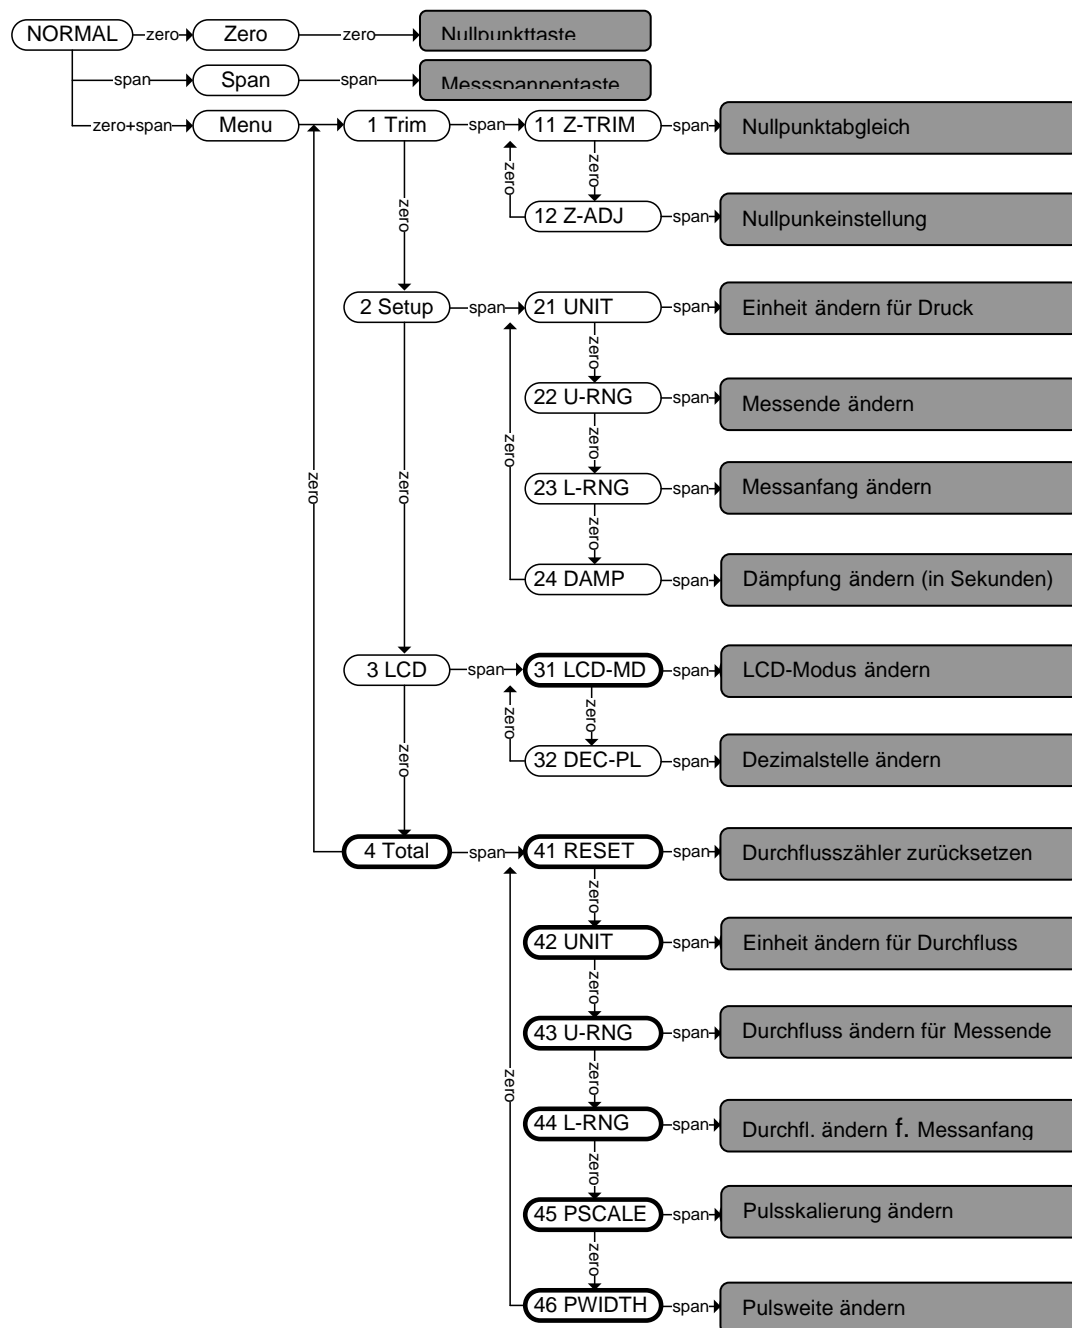 NORMAL zero Zero zero Nullpunkttaste
span Span span Messspannentaste
zero+span Menu 1 Trim span 11 Z-TRIM span Nullpunktabgleich
zero zero
zero
12 Z-ADJ span Nullpunkeinstellung
2 Setup span 21 UNIT span Einheit ändern für Druck
zero
22 U-RNG span Messende ändern
zero zero zero zero
23 L-RNG span Messanfang ändern
zero
24 DAMP span Dämpfung ändern (in Sekunden)
3 LCD span 31 LCD-MD span LCD-Modus ändern
zero zero
zero
32 DEC-PL span Dezimalstelle ändern
4 Total span 41 RESET span Durchflusszähler zurücksetzen
zero
42 UNIT span Einheit ändern für Durchfluss
zero
43 U-RNG span Durchfluss ändern für Messende
zero zero
44 L-RNG span Durchfl. ändern f. Messanfang
zero
45 PSCALE span Pulsskalierung ändern
zero
46 PWIDTH span Pulsweite ändern